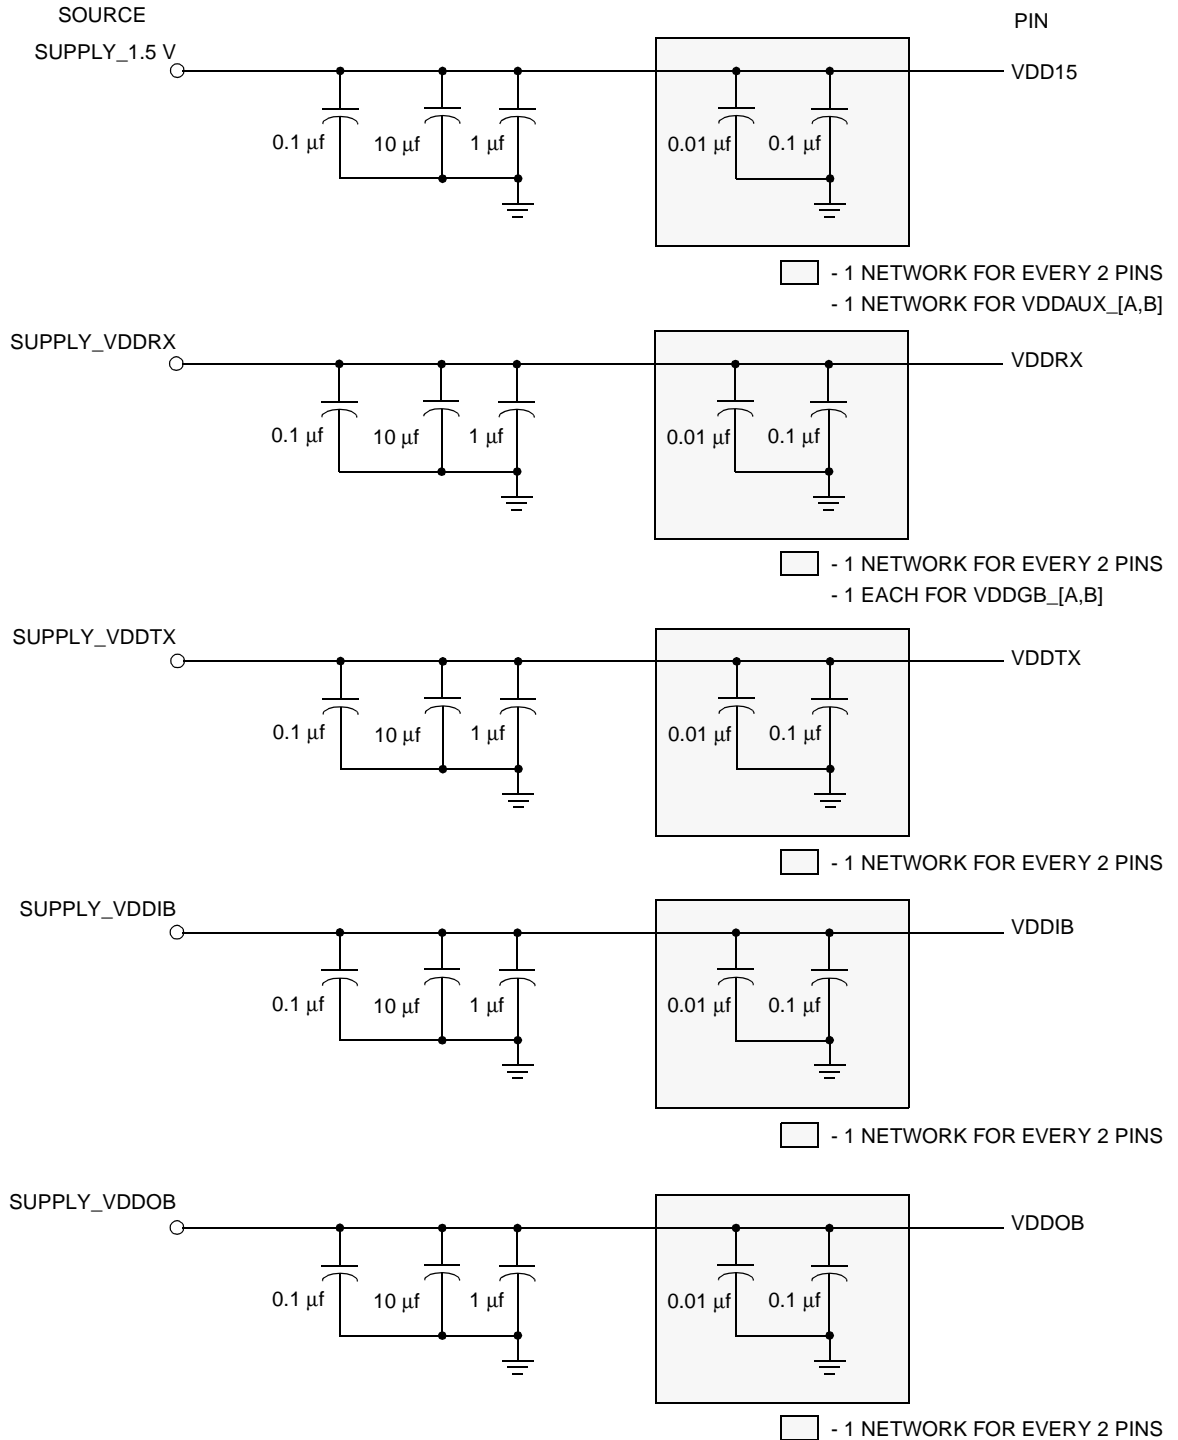 SOURCE
PIN
SUPPLY_1.5 V
VDD15
0.1 μf
10 μf
1 μf
0.01 μf
0.1 μf
- 1 NETWORK FOR EVERY 2 PINS
- 1 NETWORK FOR VDDAUX_[A,B]
SUPPLY_VDDRX
VDDRX
0.1 μf
10 μf
1 μf
0.01 μf
0.1 μf
- 1 NETWORK FOR EVERY 2 PINS
- 1 EACH FOR VDDGB_[A,B]
SUPPLY_VDDTX
VDDTX
0.1 μf
10 μf
1 μf
0.01 μf
0.1 μf
- 1 NETWORK FOR EVERY 2 PINS
SUPPLY_VDDIB
VDDIB
0.1 μf
10 μf
1 μf
0.01 μf
0.1 μf
- 1 NETWORK FOR EVERY 2 PINS
SUPPLY_VDDOB
VDDOB
0.1 μf
10 μf
1 μf
0.01 μf
0.1 μf
- 1 NETWORK FOR EVERY 2 PINS